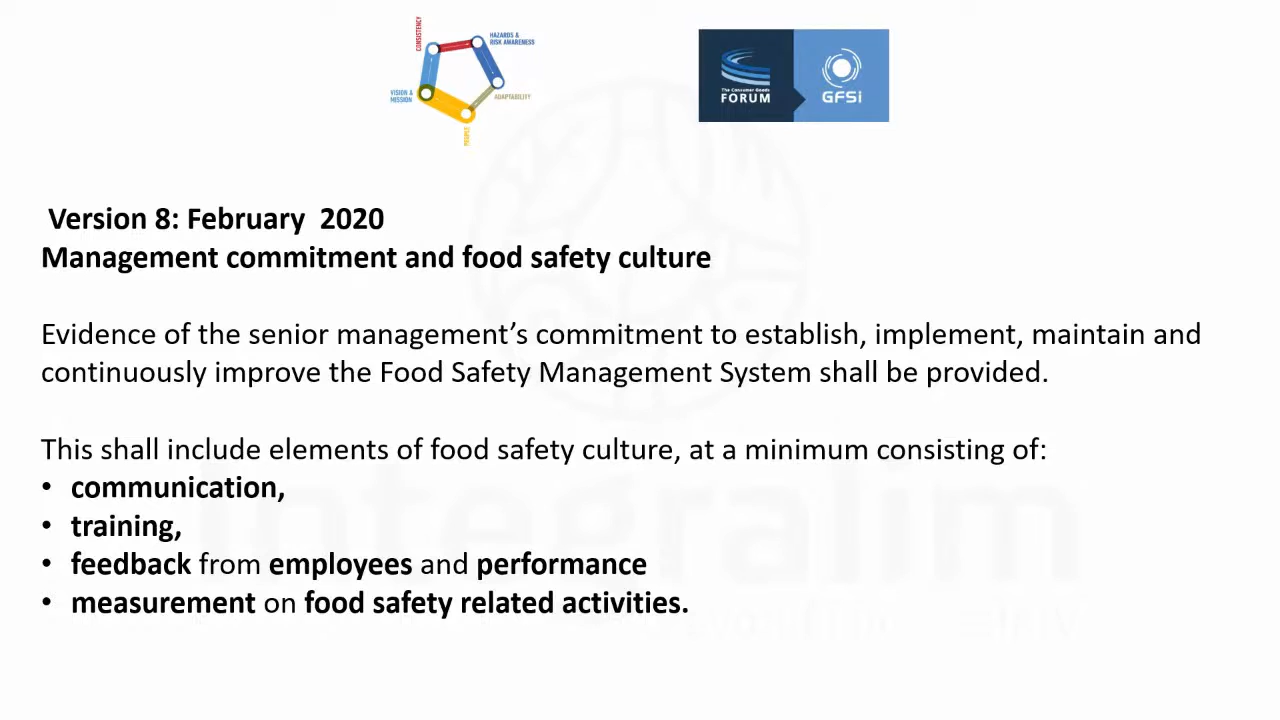 CONSISTENCY
HAZARDS &
RISK AWARENESS
VISION &
MISSION
ADAPTABILITY
PEOPLE
The Consumer Goods
FORUM
GFSi
Version 8: February  2020
Management commitment and food safety culture
Evidence of the senior management’s commitment to establish, implement, maintain and
continuously improve the Food Safety Management System shall be provided.
This shall include elements of food safety culture, at a minimum consisting of:
• communication,
• training,
• feedback from employees and performance
• measurement on food safety related activities.
Integralim